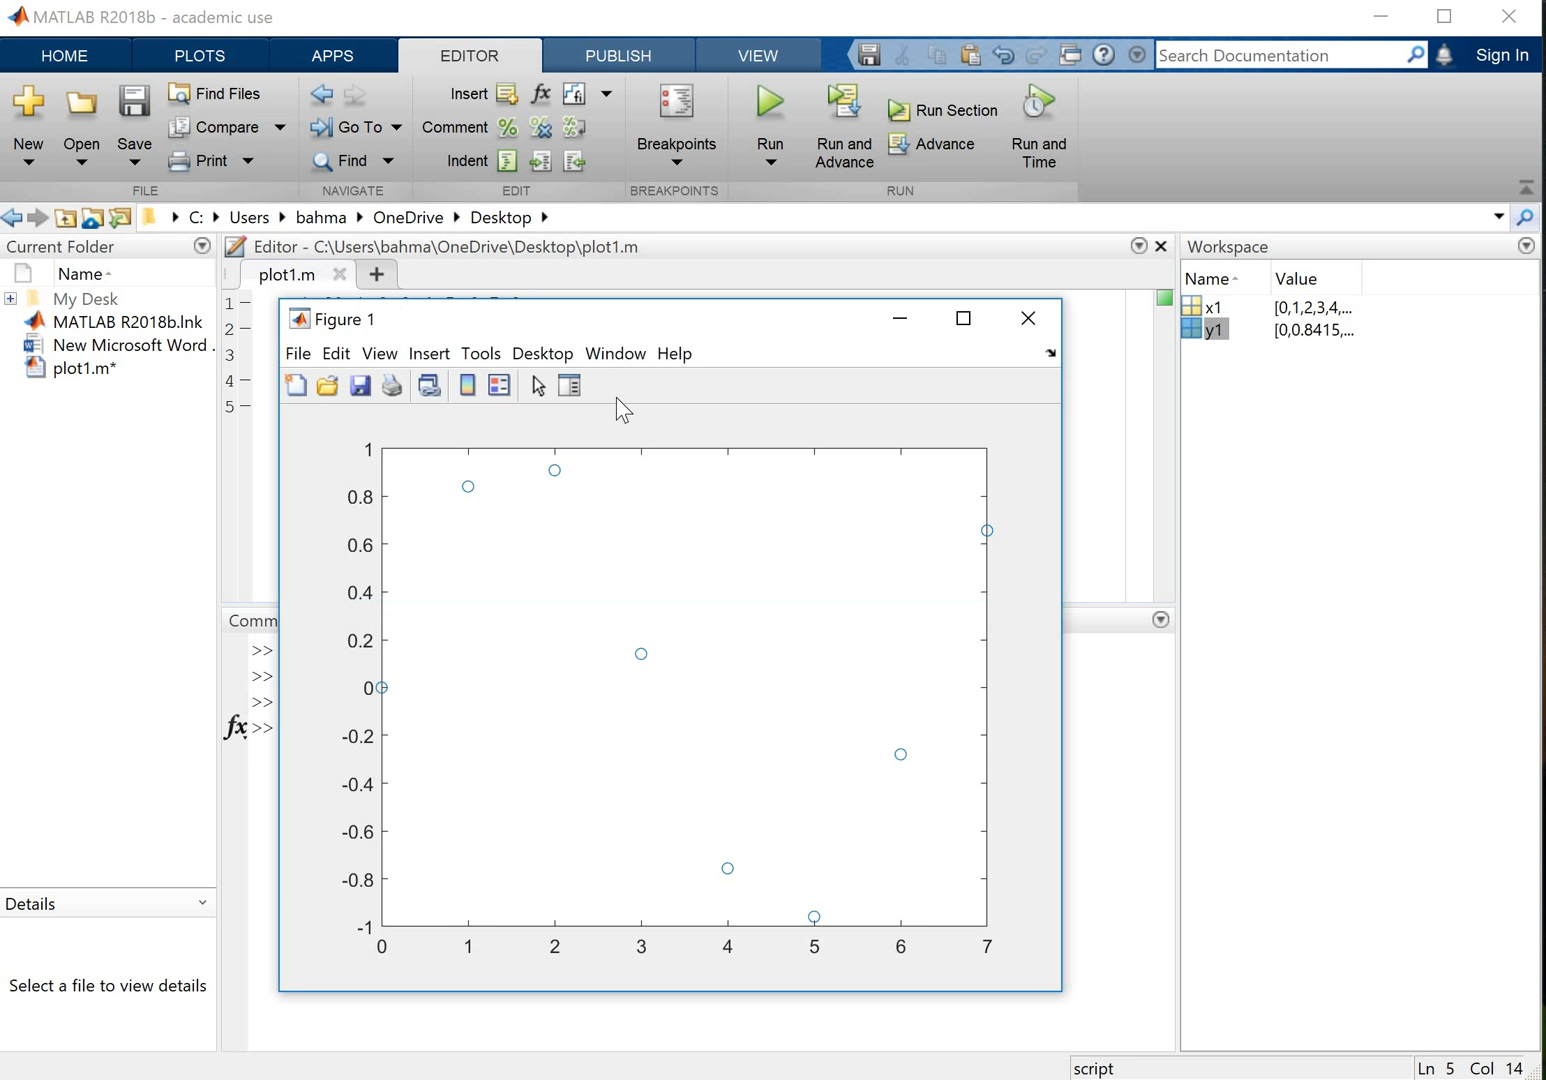 MATLAB R2018b - academic use
HOME PLOTS APPS EDITOR PUBLISH VIEW
Search Documentation
Sign In
New
Open
Save
Find Files
Compare
Print
FILE
Go To
Find
NAVIGATE
Insert
fx
fi
Comment
%
Indent
EDIT
Breakpoints
BREAKPOINTS
Run
Run and Advance
Run Section
Advance
Run and Time
RUN
C: Users bahma OneDrive Desktop
Current Folder
Name
My Desk
MATLAB R2018b.lnk
New Microsoft Word .
plot1.m*
Details
Select a file to view details
Editor - C:\Users\bahma\OneDrive\Desktop\plot1.m
plot1.m
1 -
2 -
3
4 -
5 -
Figure 1
File Edit View Insert Tools Desktop Window Help
1
0.8
0.6
0.4
0.2
0
-0.2
-0.4
-0.6
-0.8
-1
0 1 2 3 4 5 6 7
Comm
>>
>>
>>
fx >>
Workspace
Name Value
x1 [0,1,2,3,4,...
y1 [0,0.8415,...
script
Ln 5 Col 14